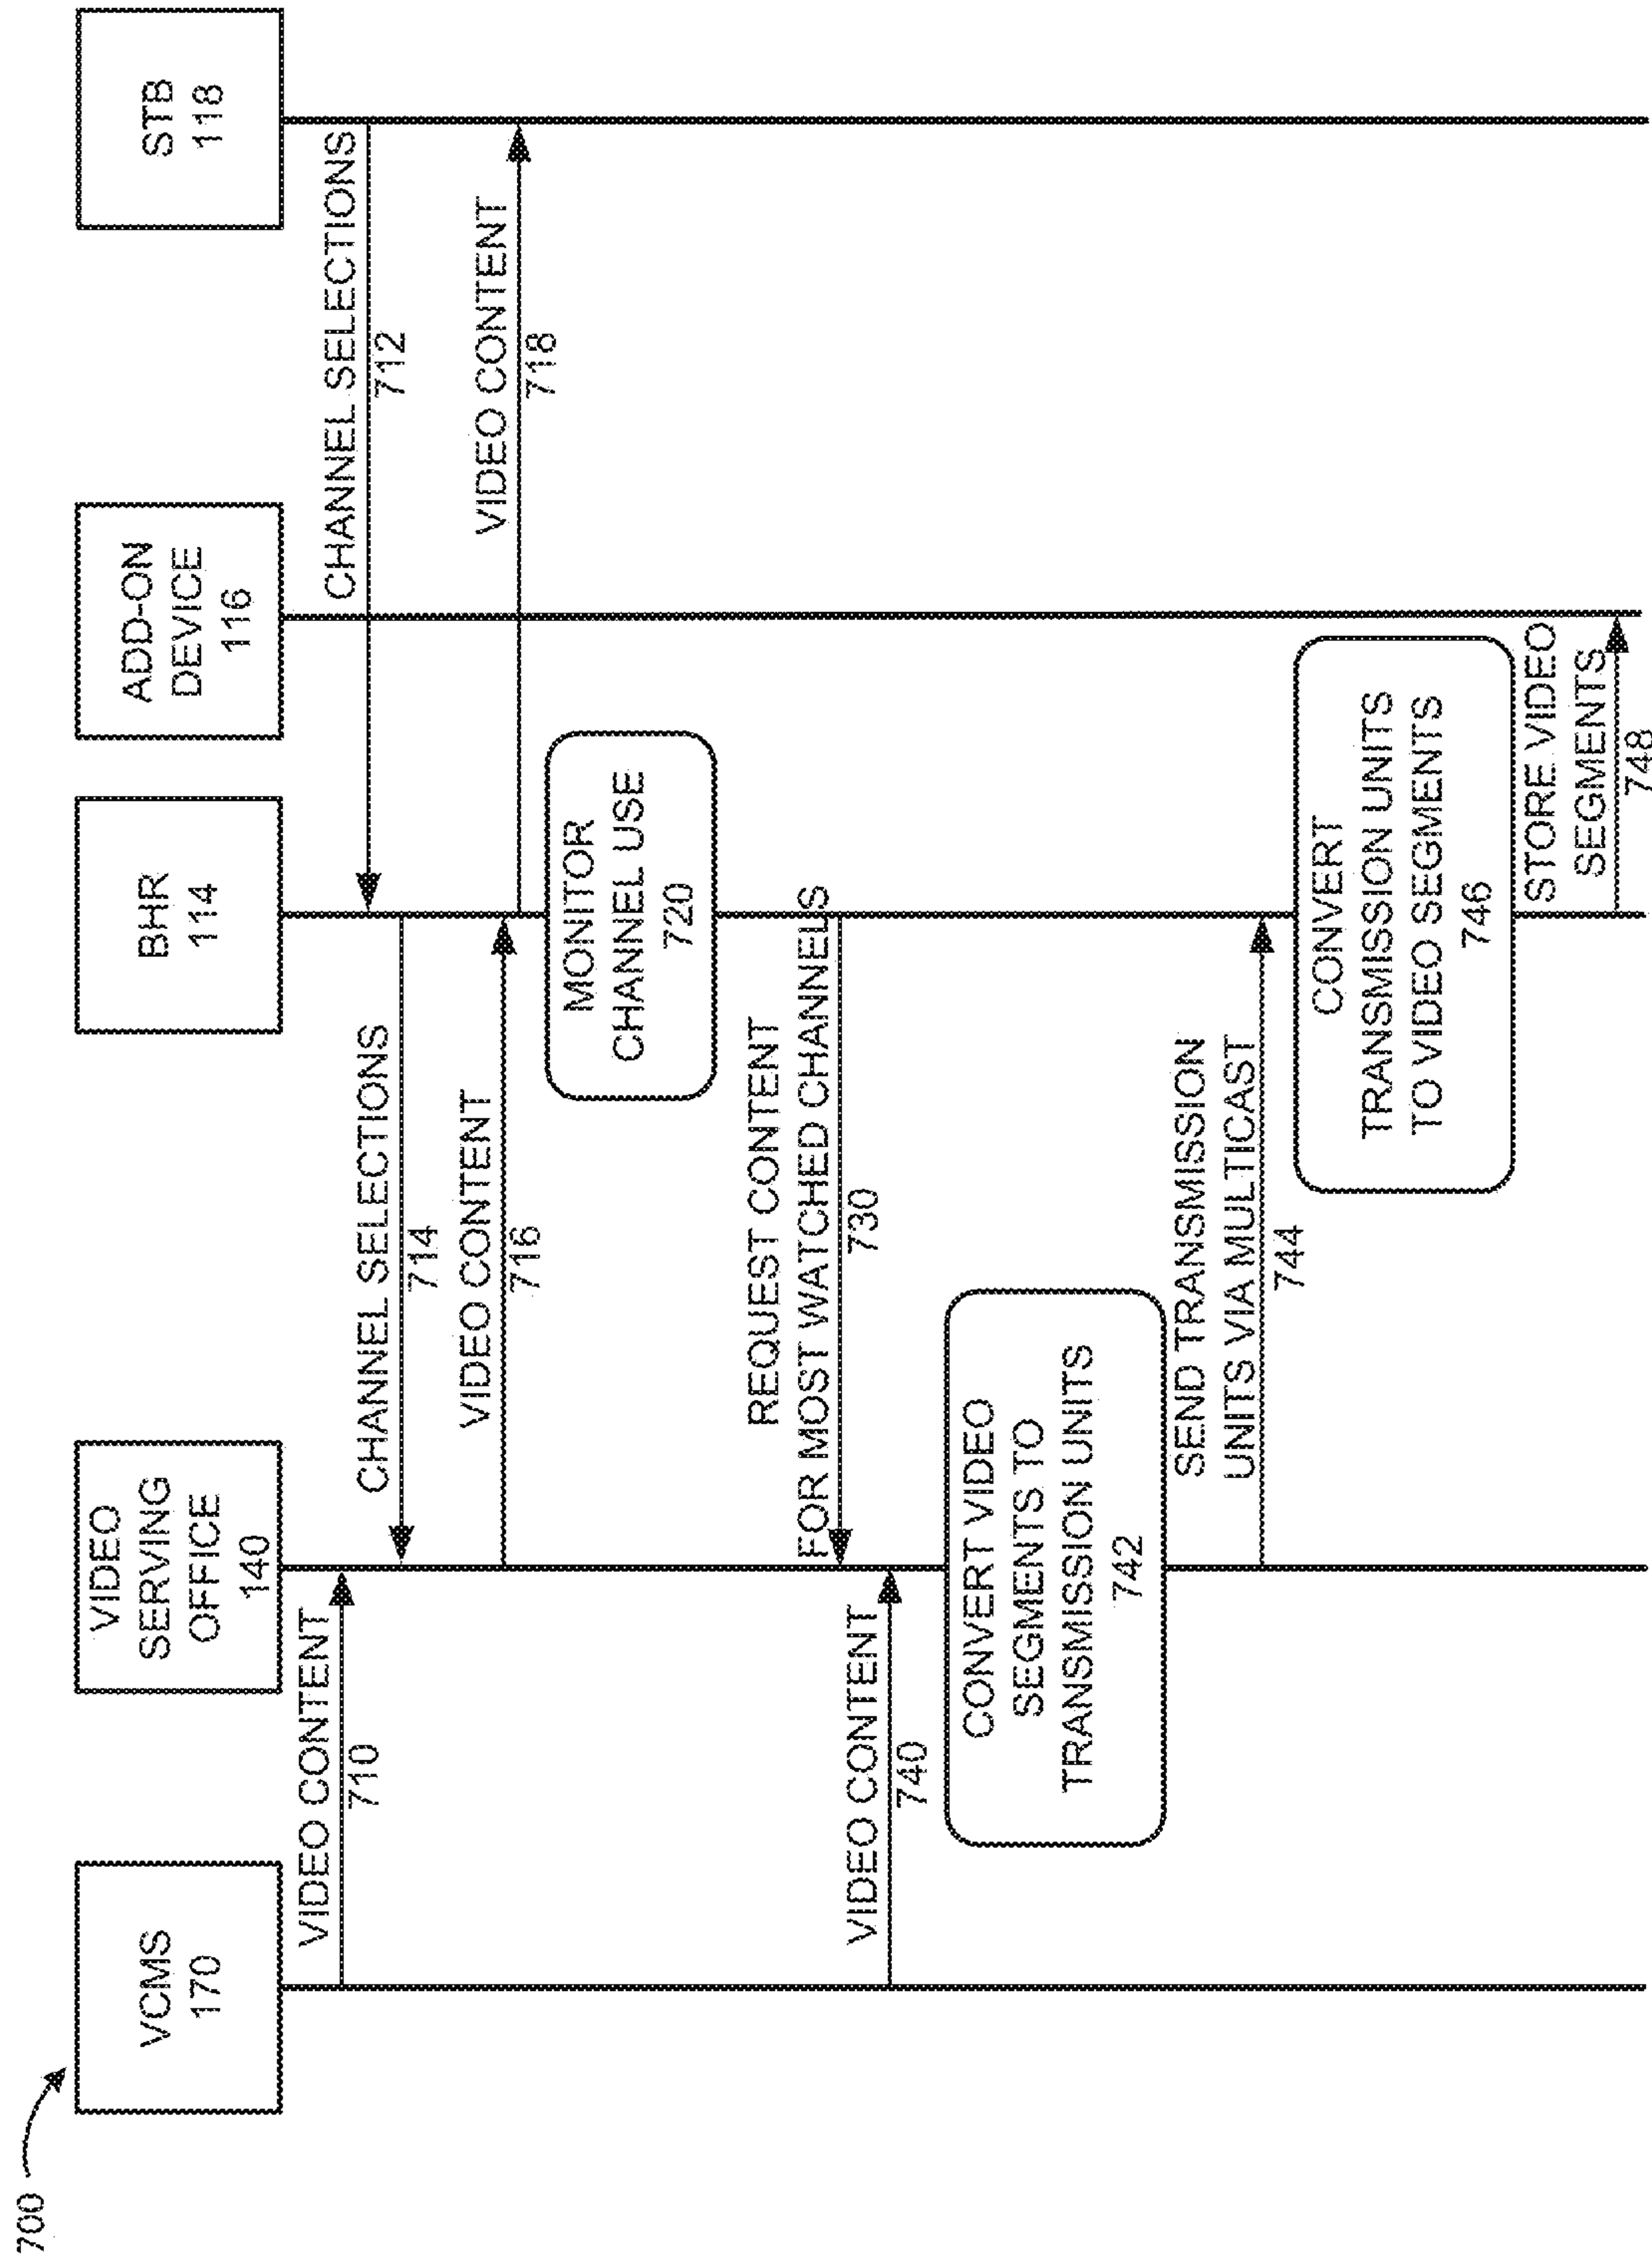 700
VCMS
170
VIDEO
SERVING
OFFICE
140
BHR
114
ADD-ON
DEVICE
116
STB
118
VIDEO CONTENT
710
CHANNEL SELECTIONS
712
CHANNEL SELECTIONS
714
VIDEO CONTENT
716
VIDEO CONTENT
718
MONITOR
CHANNEL USE
720
REQUEST CONTENT
FOR MOST WATCHED CHANNELS
730
VIDEO CONTENT
740
CONVERT VIDEO
SEGMENTS TO
TRANSMISSION UNITS
742
SEND TRANSMISSION
UNITS VIA MULTICAST
744
CONVERT
TRANSMISSION UNITS
TO VIDEO SEGMENTS
746
STORE VIDEO
SEGMENTS
748